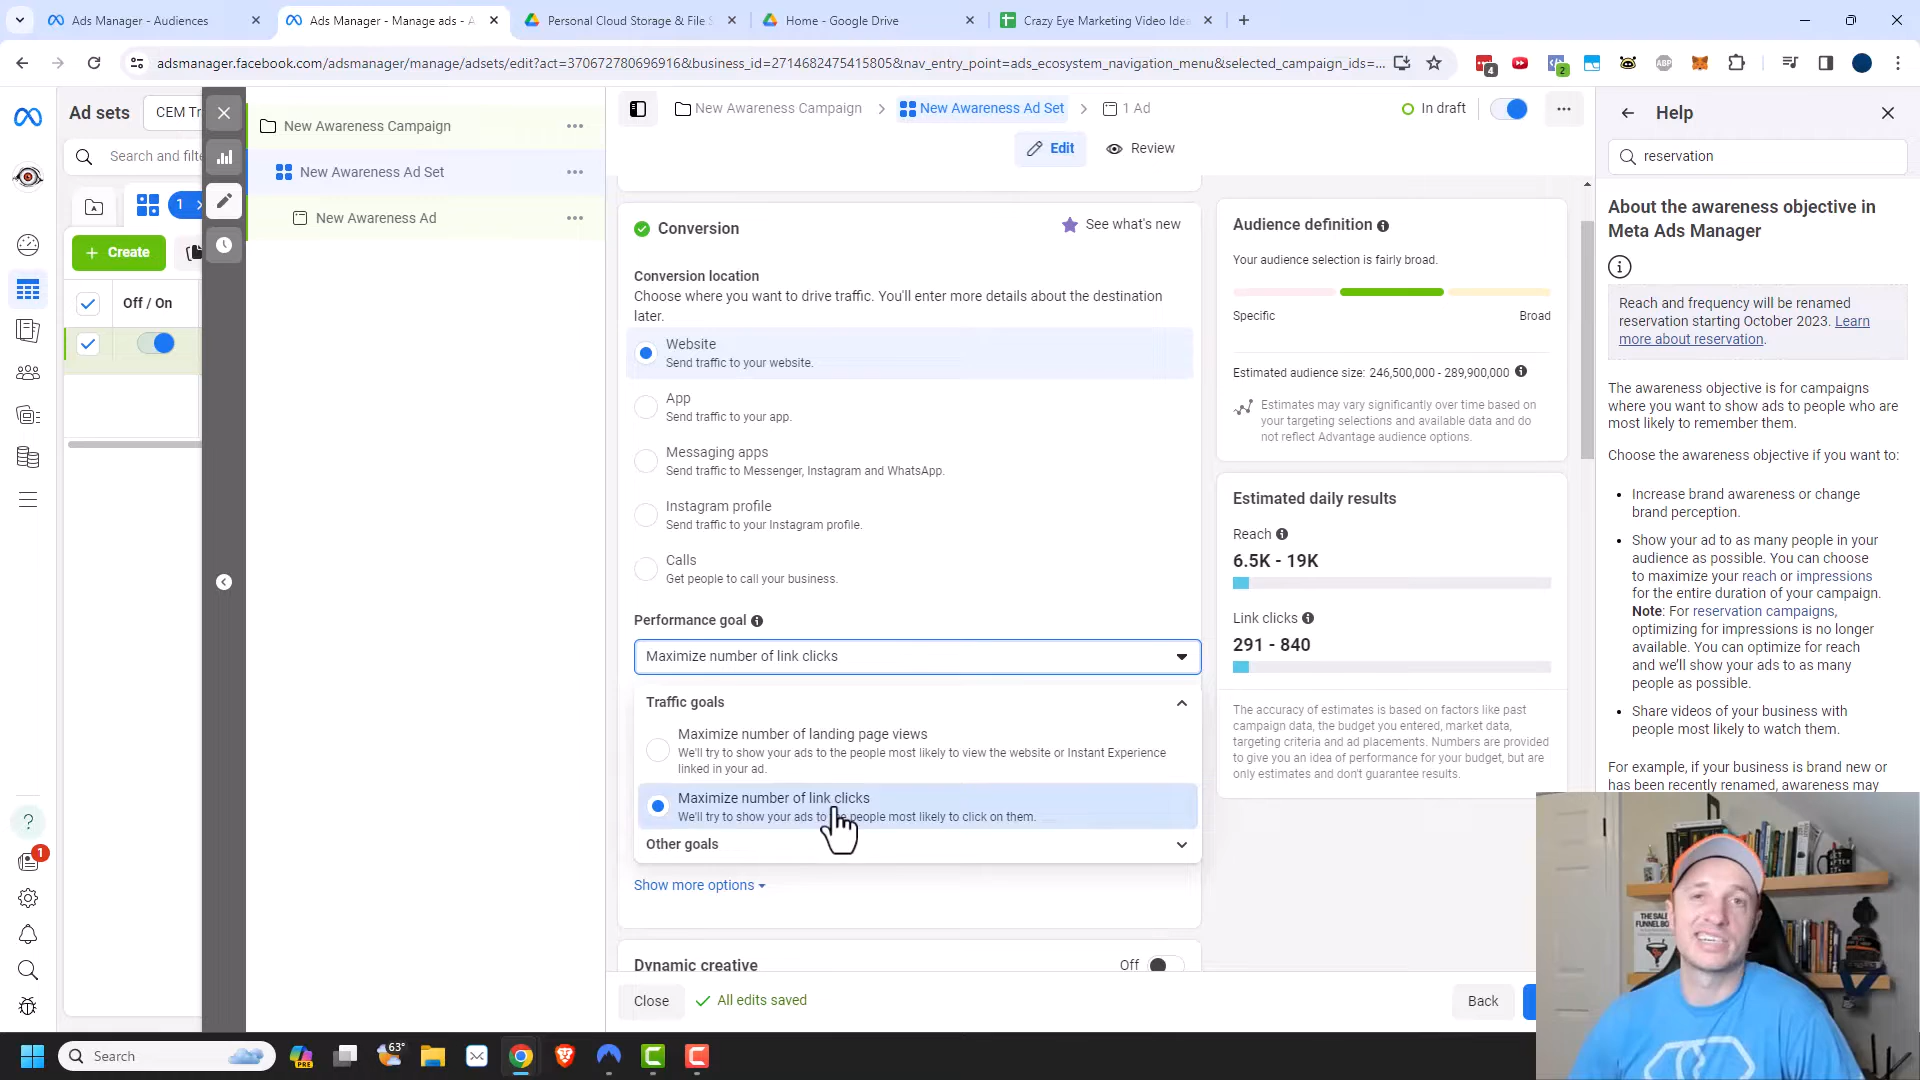 Ads Manager - Audiences
Ads Manager - Manage ads - A
Personal Cloud Storage & File S
Home - Google Drive
Crazy Eye Marketing Video Idea
adsmanager.facebook.com/adsmanager/manage/adsets/edit?act=370672780696916&business_id=2714682475415805&nav_entry_point=ads_ecosystem_navigation_menu&selected_campaign_ids=...
4
2
Ad sets
CEM Tr
Search and filte
1
Create
Off / On
New Awareness Campaign
New Awareness Ad Set
New Awareness Ad
New Awareness Campaign
New Awareness Ad Set
1 Ad
In draft
Edit
Review
Conversion
See what's new
Conversion location
Choose where you want to drive traffic. You'll enter more details about the destination
later.
Website
Send traffic to your website.
App
Send traffic to your app.
Messaging apps
Send traffic to Messenger, Instagram and WhatsApp.
Instagram profile
Send traffic to your Instagram profile.
Calls
Get people to call your business.
Performance goal
Maximize number of link clicks
Traffic goals
Maximize number of landing page views
We'll try to show your ads to the people most likely to view the website or Instant Experience
linked in your ad.
Maximize number of link clicks
We'll try to show your ads to the people most likely to click on them.
Other goals
Show more options
Dynamic creative
Off
Close
All edits saved
Back
Audience definition
Your audience selection is fairly broad.
Specific
Broad
Estimated audience size: 246,500,000 - 289,900,000
Estimates may vary significantly over time based on
your targeting selections and available data and do
not reflect Advantage audience options.
Estimated daily results
Reach
6.5K - 19K
Link clicks
291 - 840
The accuracy of estimates is based on factors like past
campaign data, the budget you entered, market data,
targeting criteria and ad placements. Numbers are provided
to give you an idea of performance for your budget, but are
only estimates and don't guarantee results.
Help
reservation
About the awareness objective in
Meta Ads Manager
Reach and frequency will be renamed
reservation starting October 2023. Learn
more about reservation.
The awareness objective is for campaigns
where you want to show ads to people who are
most likely to remember them.
Choose the awareness objective if you want to:
Increase brand awareness or change
brand perception.
Show your ad to as many people in your
audience as possible. You can choose
to maximize your reach or impressions
for the entire duration of your campaign.
Note: For reservation campaigns,
optimizing for impressions is no longer
available. You can optimize for reach
and we'll show your ads to as many
people as possible.
Share videos of your business with
people most likely to watch them.
For example, if your business is brand new or
has been recently renamed, awareness may
1
THE SALE
FUNNEL BO
Search
PRE
63°